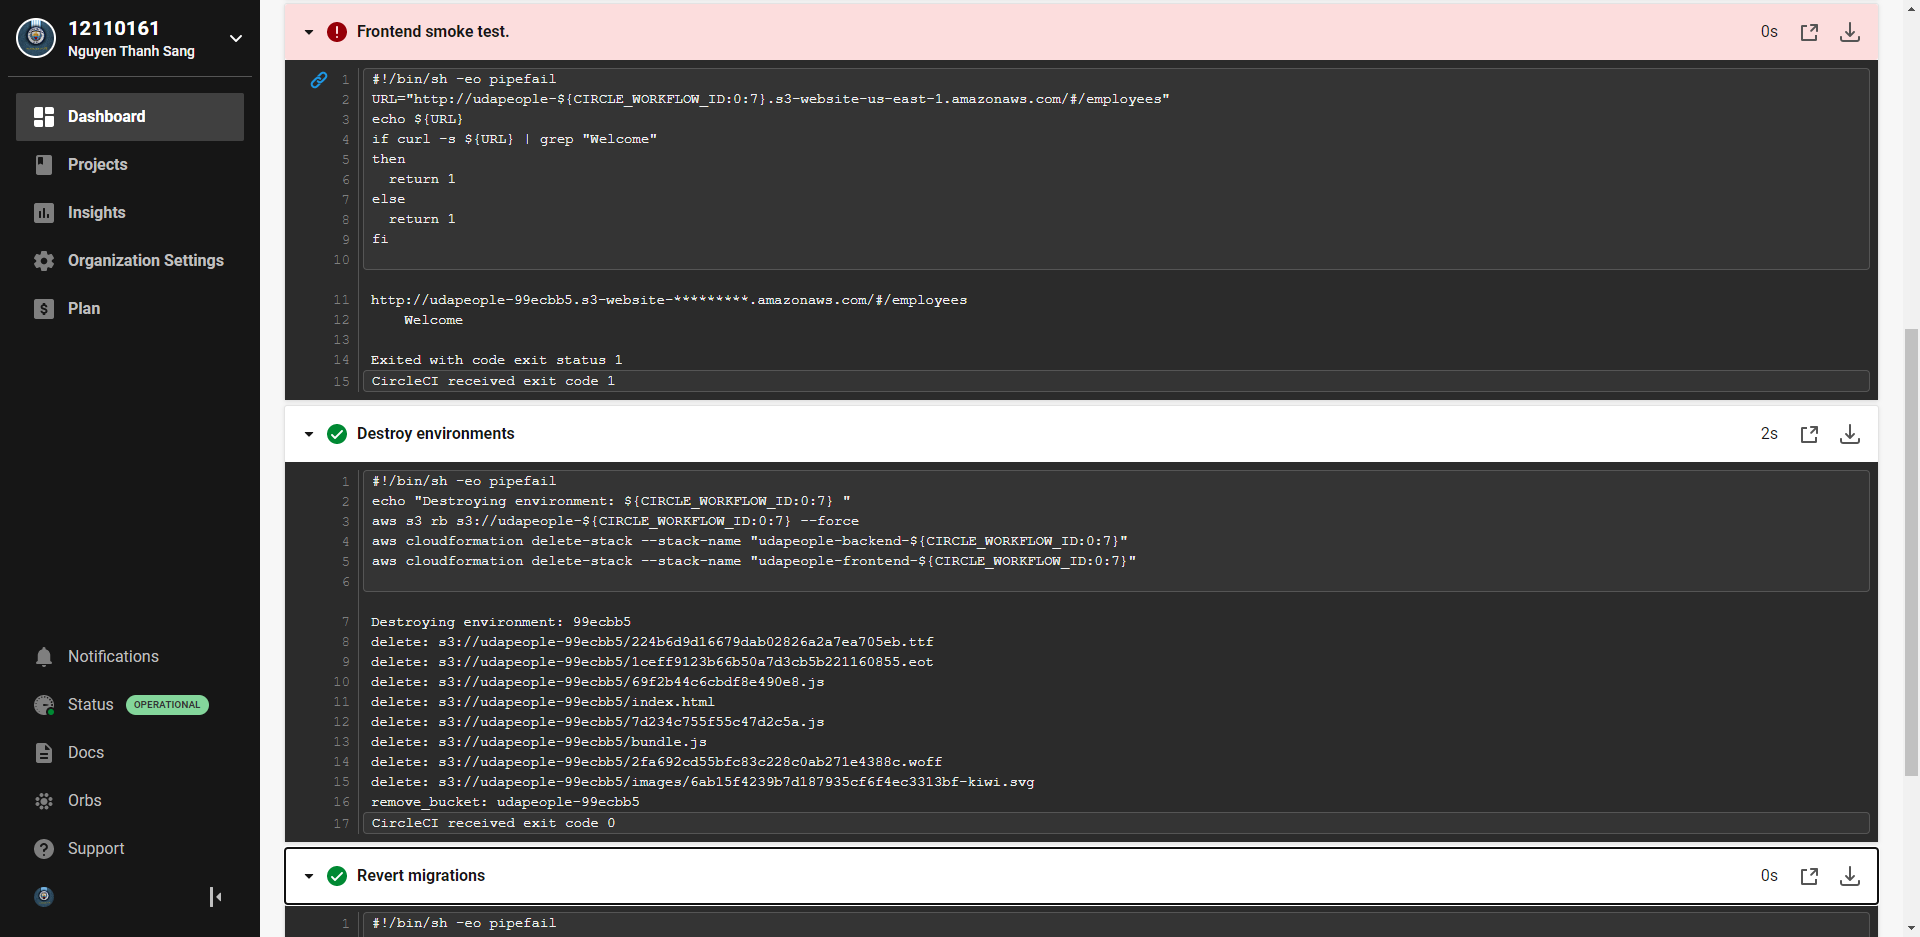 12110161
Nguyen Thanh Sang
Dashboard
Projects
Insights
Organization Settings
Plan
Notifications
Status OPERATIONAL
Docs
Orbs
Support
Frontend smoke test. 0s
1 #!/bin/sh -eo pipefail
2 URL="http://udapeople-${CIRCLE_WORKFLOW_ID:0:7}.s3-website-us-east-1.amazonaws.com/#/employees"
3 echo ${URL}
4 if curl -s ${URL} | grep "Welcome"
5 then
6   return 1
7 else
8   return 1
9 fi
10
11 http://udapeople-99ecbb5.s3-website-*********.amazonaws.com/#/employees
12     Welcome
13
14 Exited with code exit status 1
15 CircleCI received exit code 1
Destroy environments 2s
1 #!/bin/sh -eo pipefail
2 echo "Destroying environment: ${CIRCLE_WORKFLOW_ID:0:7} "
3 aws s3 rb s3://udapeople-${CIRCLE_WORKFLOW_ID:0:7} --force
4 aws cloudformation delete-stack --stack-name "udapeople-backend-${CIRCLE_WORKFLOW_ID:0:7}"
5 aws cloudformation delete-stack --stack-name "udapeople-frontend-${CIRCLE_WORKFLOW_ID:0:7}"
6
7 Destroying environment: 99ecbb5
8 delete: s3://udapeople-99ecbb5/224b6d9d16679dab02826a2a7ea705eb.ttf
9 delete: s3://udapeople-99ecbb5/1ceff9123b66b50a7d3cb5b221160855.eot
10 delete: s3://udapeople-99ecbb5/69f2b44c6cbdf8e490e8.js
11 delete: s3://udapeople-99ecbb5/index.html
12 delete: s3://udapeople-99ecbb5/7d234c755f55c47d2c5a.js
13 delete: s3://udapeople-99ecbb5/bundle.js
14 delete: s3://udapeople-99ecbb5/2fa692cd55bfc83c228c0ab271e4388c.woff
15 delete: s3://udapeople-99ecbb5/images/6ab15f4239b7d187935cf6f4ec3313bf-kiwi.svg
16 remove_bucket: udapeople-99ecbb5
17 CircleCI received exit code 0
Revert migrations 0s
1 #!/bin/sh -eo pipefail